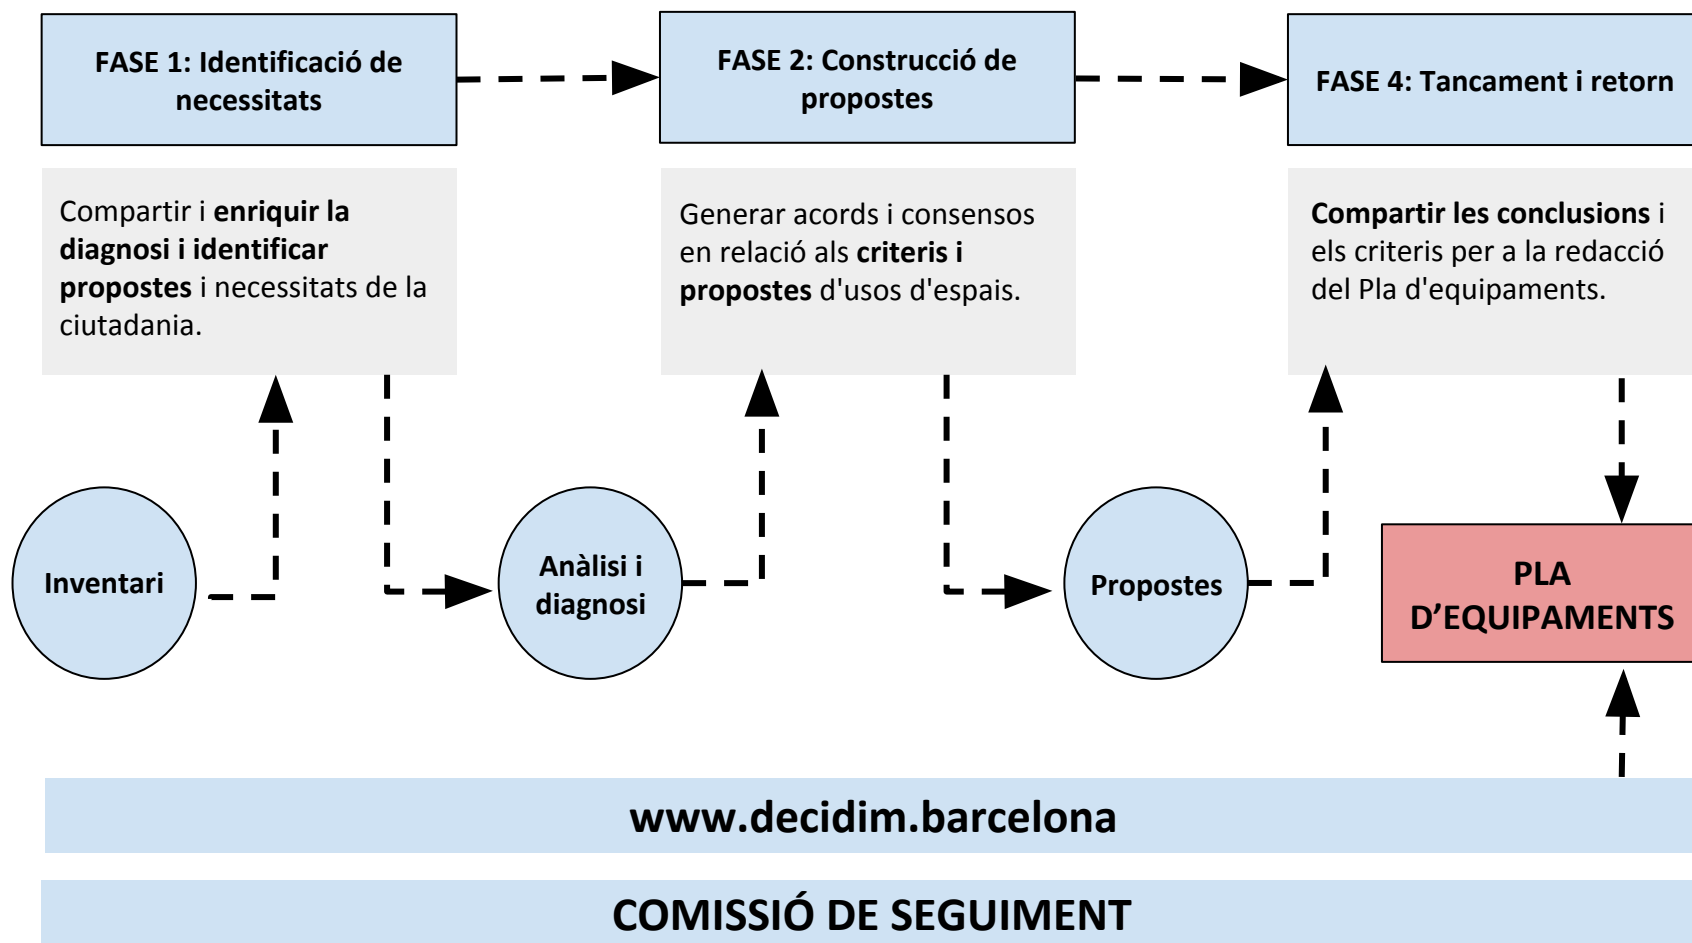 FASE 1: Identificació de
necessitats
FASE 2: Construcció de
propostes
FASE 4: Tancament i retorn
Compartir i enriquir la
diagnosi i identificar
propostes i necessitats de la
ciutadania.
Generar acords i consensos
en relació als criteris i
propostes d'usos d'espais.
Compartir les conclusions i
els criteris per a la redacció
del Pla d'equipaments.
Inventari
Anàlisi i
diagnosi
Propostes
PLA
D’EQUIPAMENTS
www.decidim.barcelona
COMISSIÓ DE SEGUIMENT